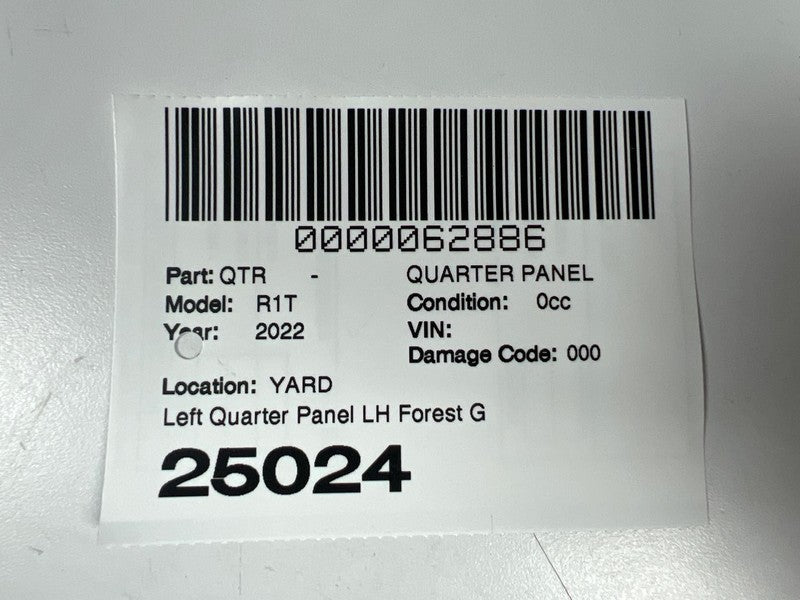 0000062886
Part: QTR - QUARTER PANEL
Model: R1T Condition: 0cc
Year: 2022 VIN:
Damage Code: 000
Location: YARD
Left Quarter Panel LH Forest G
25024